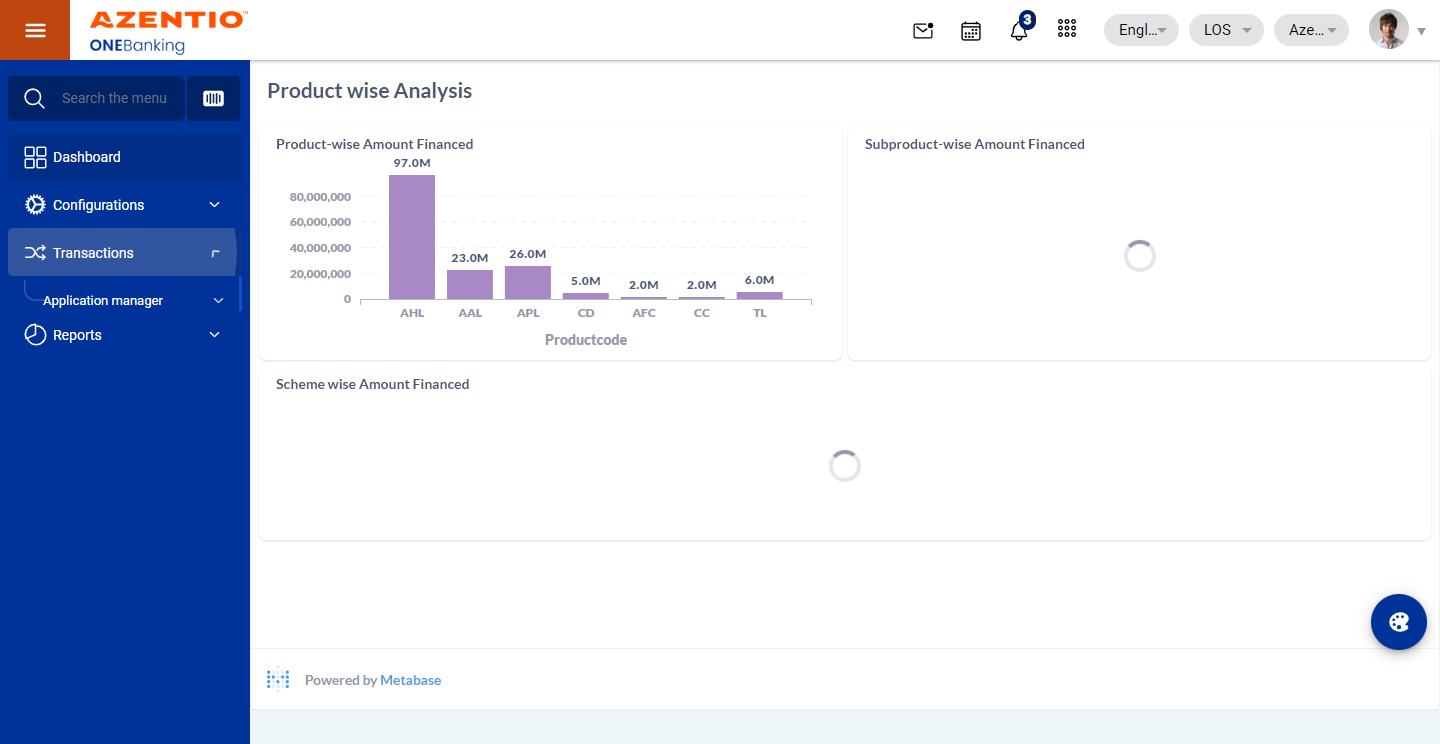 AZENTIO™
ONEBanking
3
Engl...
LOS
Aze...
Search the menu
Dashboard
Configurations
Transactions
Application manager
Reports
Product wise Analysis
Product-wise Amount Financed
97.0M
80,000,000
60,000,000
40,000,000
20,000,000
0
23.0M
26.0M
5.0M
2.0M
2.0M
6.0M
AHL
AAL
APL
CD
AFC
CC
TL
Productcode
Subproduct-wise Amount Financed
Scheme wise Amount Financed
Powered by Metabase